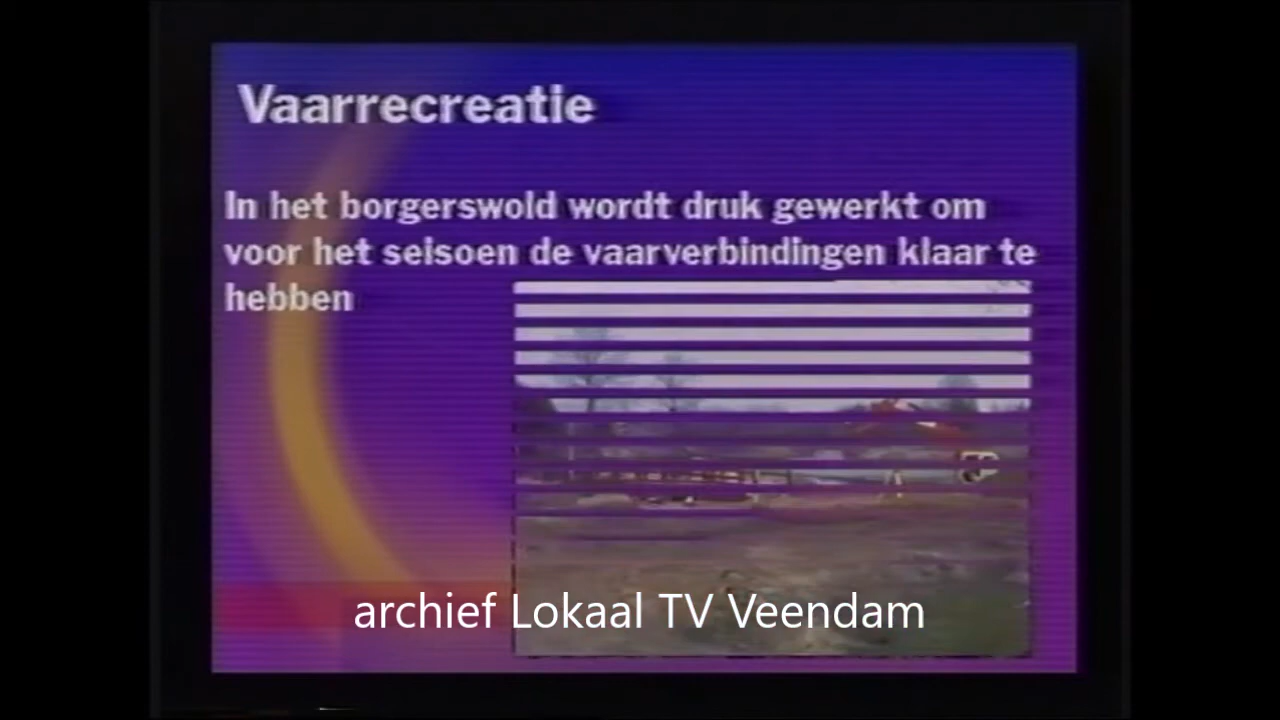 Vaarrecreatie
In het borgerswold wordt druk gewerkt om
voor het seisoen de vaarverbindingen klaar te
hebben
archief Lokaal TV Veendam